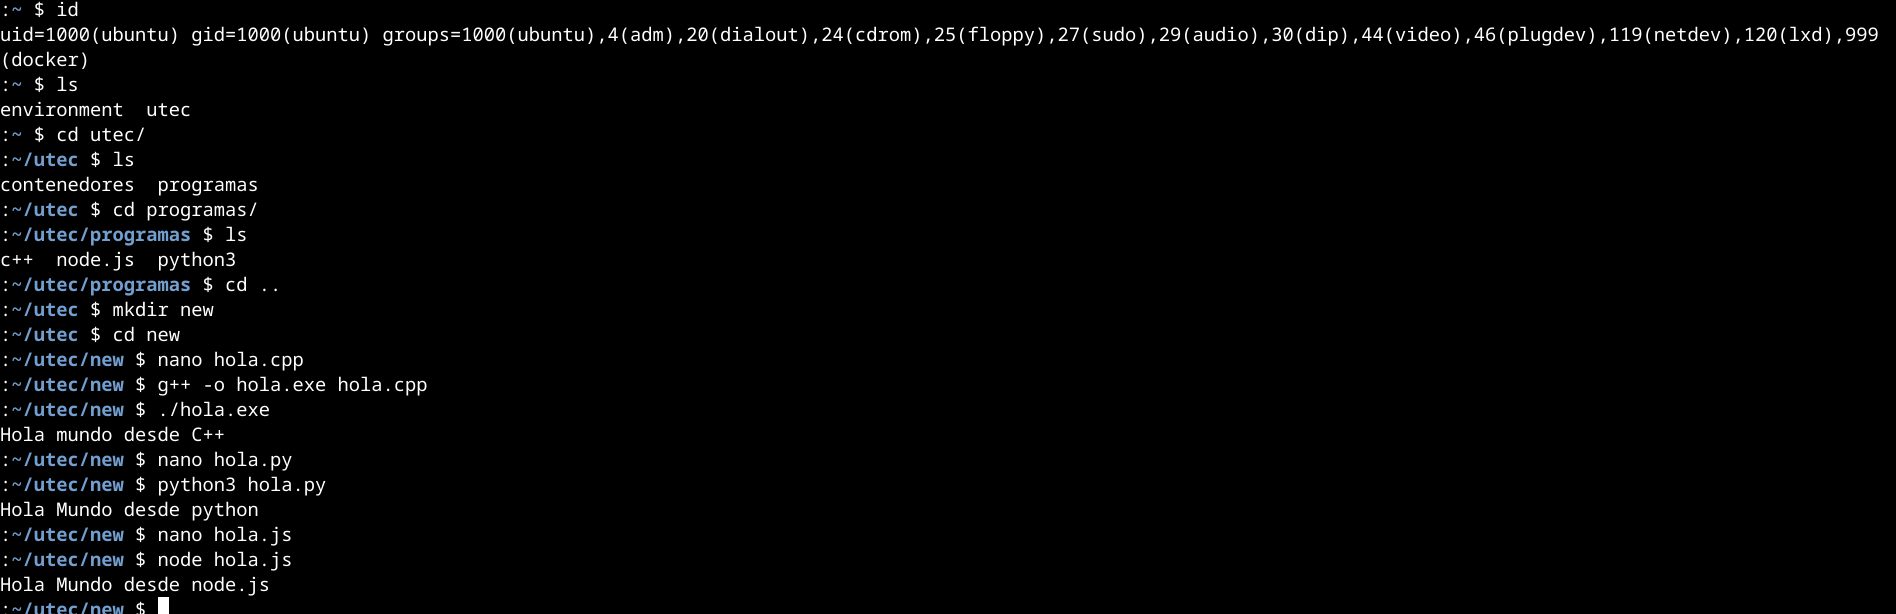 :~ $ id
uid=1000(ubuntu) gid=1000(ubuntu) groups=1000(ubuntu),4(adm),20(dialout),24(cdrom),25(floppy),27(sudo),29(audio),30(dip),44(video),46(plugdev),119(netdev),120(lxd),999
(docker)
:~ $ ls
environment  utec
:~ $ cd utec/
:~/utec $ ls
contenedores  programas
:~/utec $ cd programas/
:~/utec/programas $ ls
c++  node.js  python3
:~/utec/programas $ cd ..
:~/utec $ mkdir new
:~/utec $ cd new
:~/utec/new $ nano hola.cpp
:~/utec/new $ g++ -o hola.exe hola.cpp
:~/utec/new $ ./hola.exe
Hola mundo desde C++
:~/utec/new $ nano hola.py
:~/utec/new $ python3 hola.py
Hola Mundo desde python
:~/utec/new $ nano hola.js
:~/utec/new $ node hola.js
Hola Mundo desde node.js
:~/utec/new $